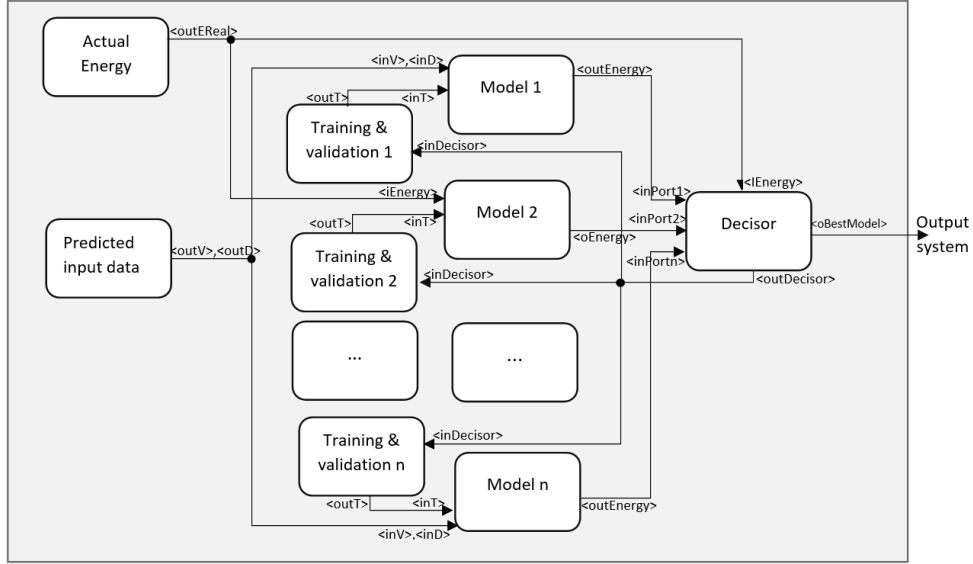 <outEReal>
Actual
Energy
<inV>,<inD>
<outEnergy>
Model 1
<outT>
<inT>
Training &
validation 1
<inDecisor>
<IEnergy>
<iEnergy>
<inPort1>
Model 2
<outT>
<inT>
<inPort2>
Decisor
<oBestModel>
Output
system
Predicted
input data
<outV>,<outD>
<oEnergy>
Training &
validation 2
<inDecisor>
<inPortn>
<outDecisor>
...
...
Training &
validation n
<inDecisor>
Model n
<outT>
<inT>
<outEnergy>
<inV>,<inD>